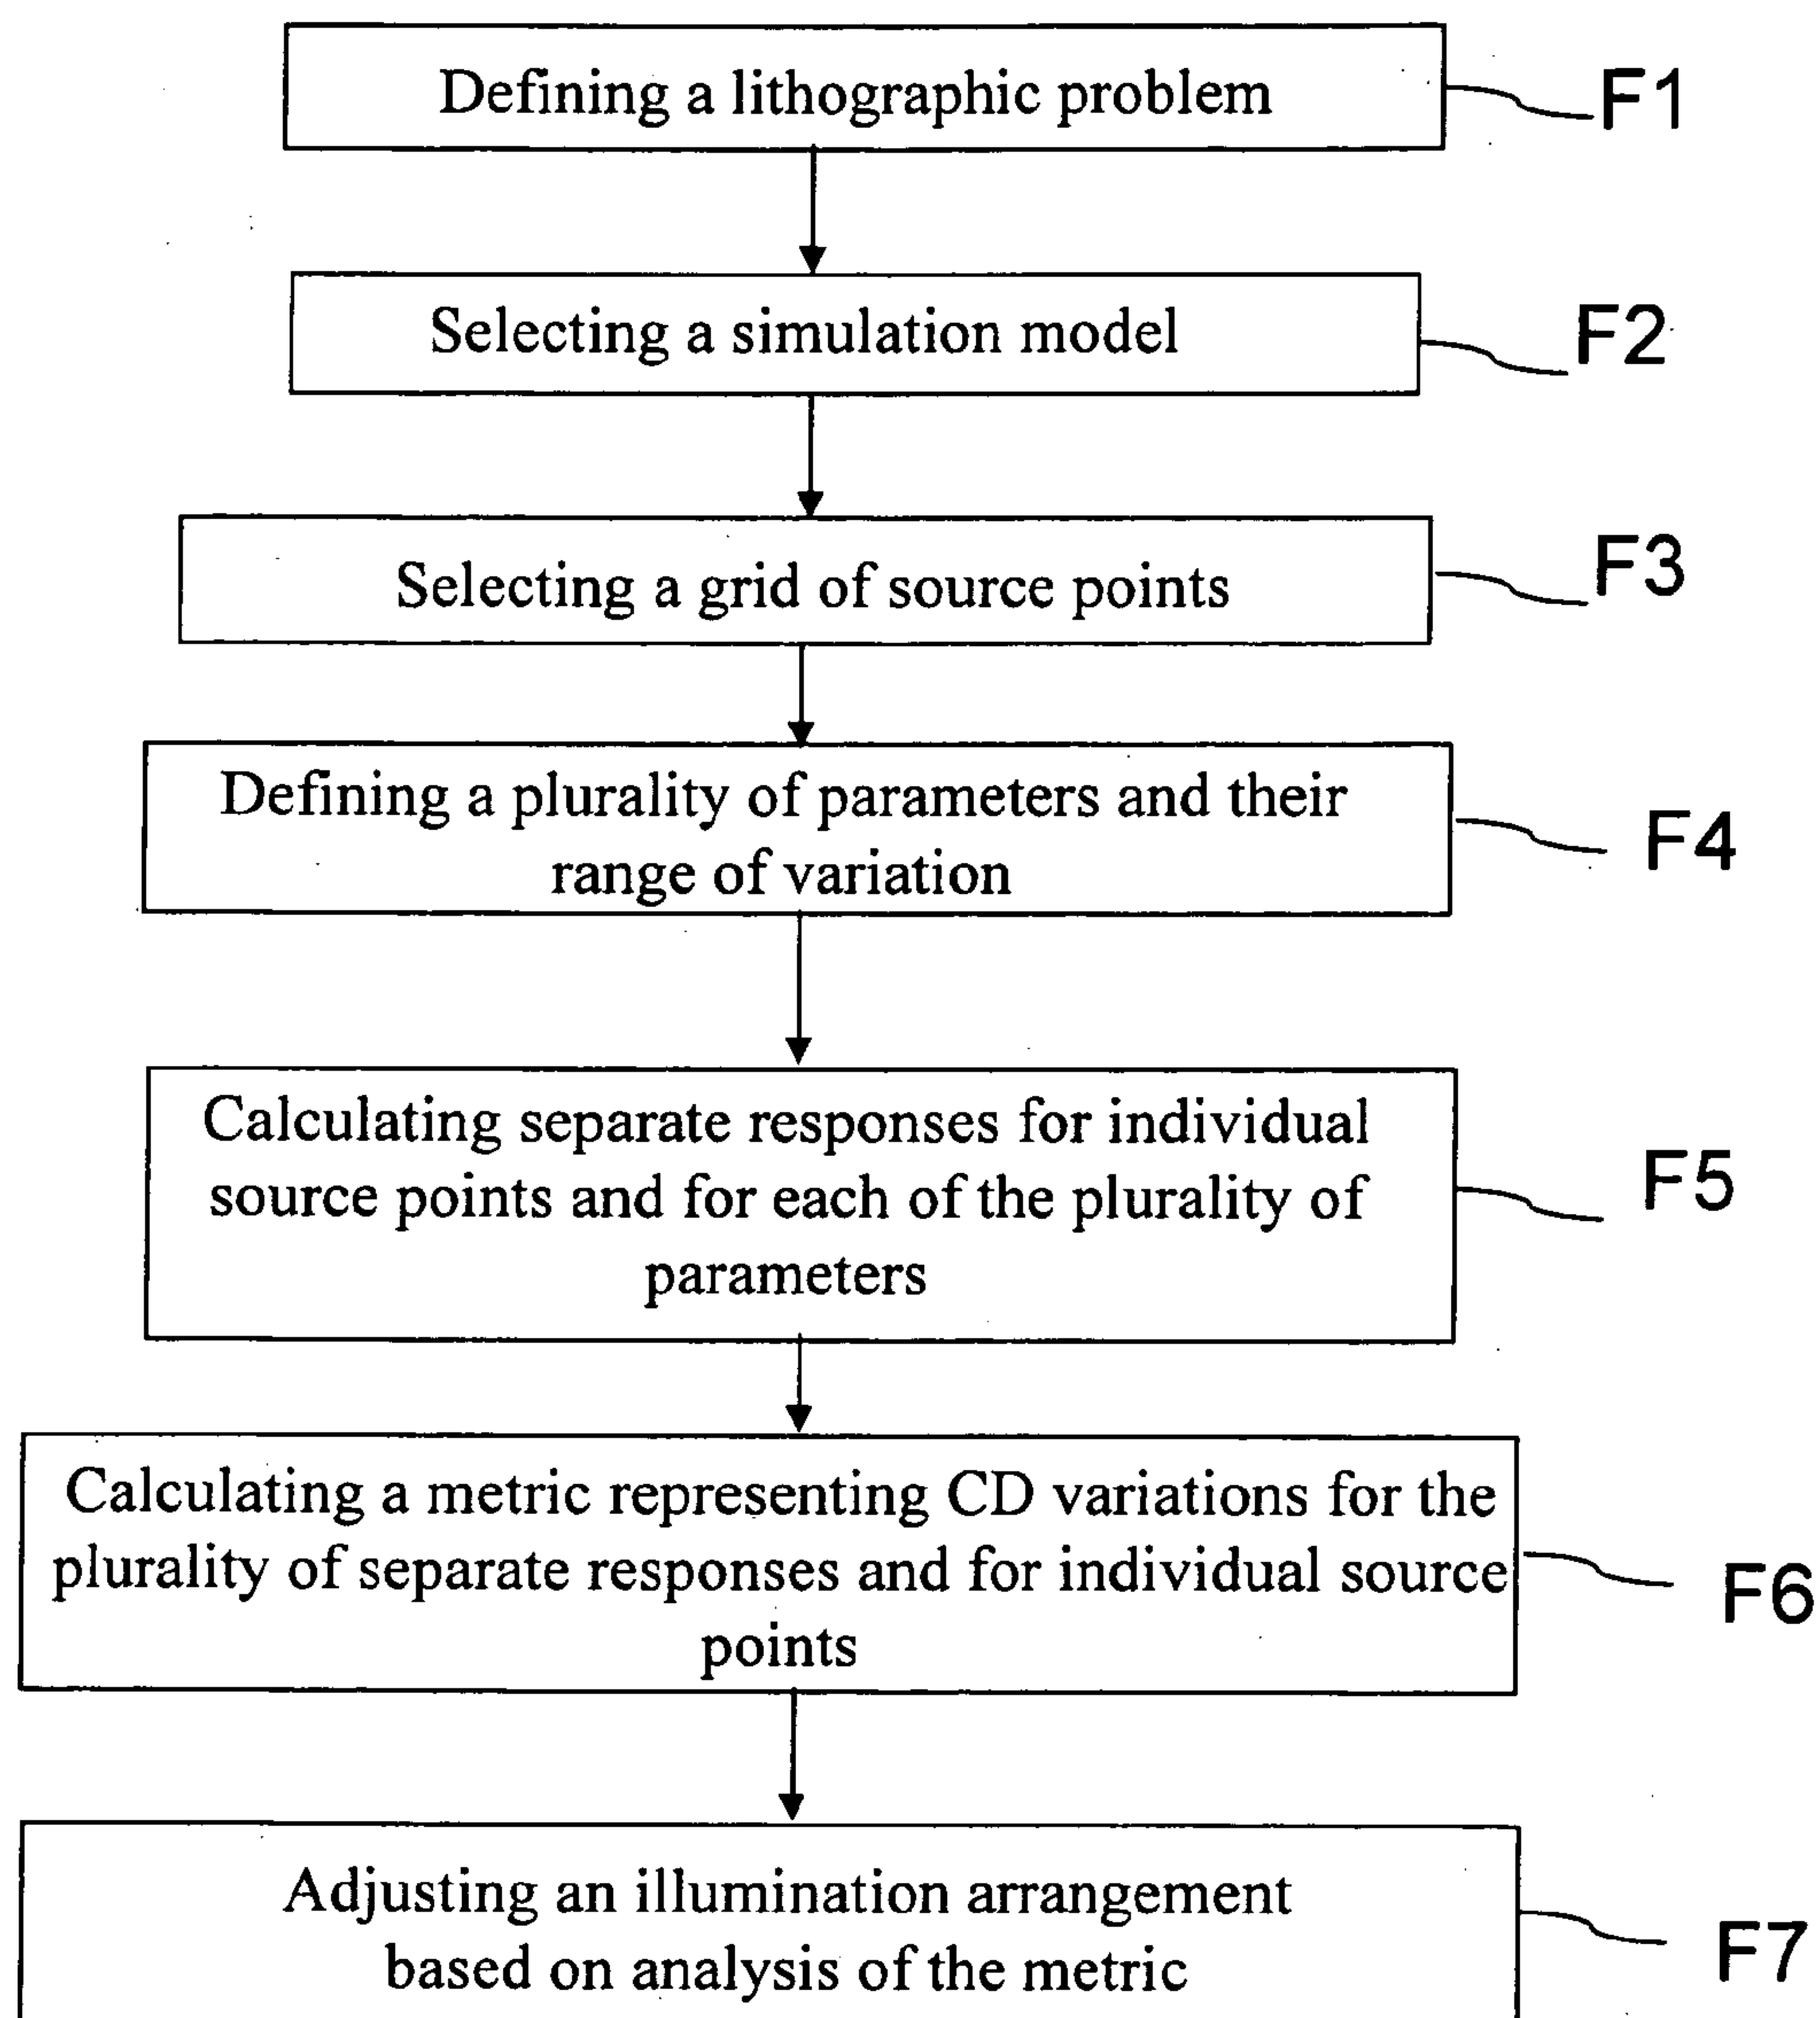 Defining a lithographic problem
F1
Selecting a simulation model
F2
Selecting a grid of source points
F3
Defining a plurality of parameters and their
range of variation
F4
Calculating separate responses for individual
source points and for each of the plurality of
parameters
F5
Calculating a metric representing CD variations for the
plurality of separate responses and for individual source
points
F6
Adjusting an illumination arrangement
based on analysis of the metric
F7